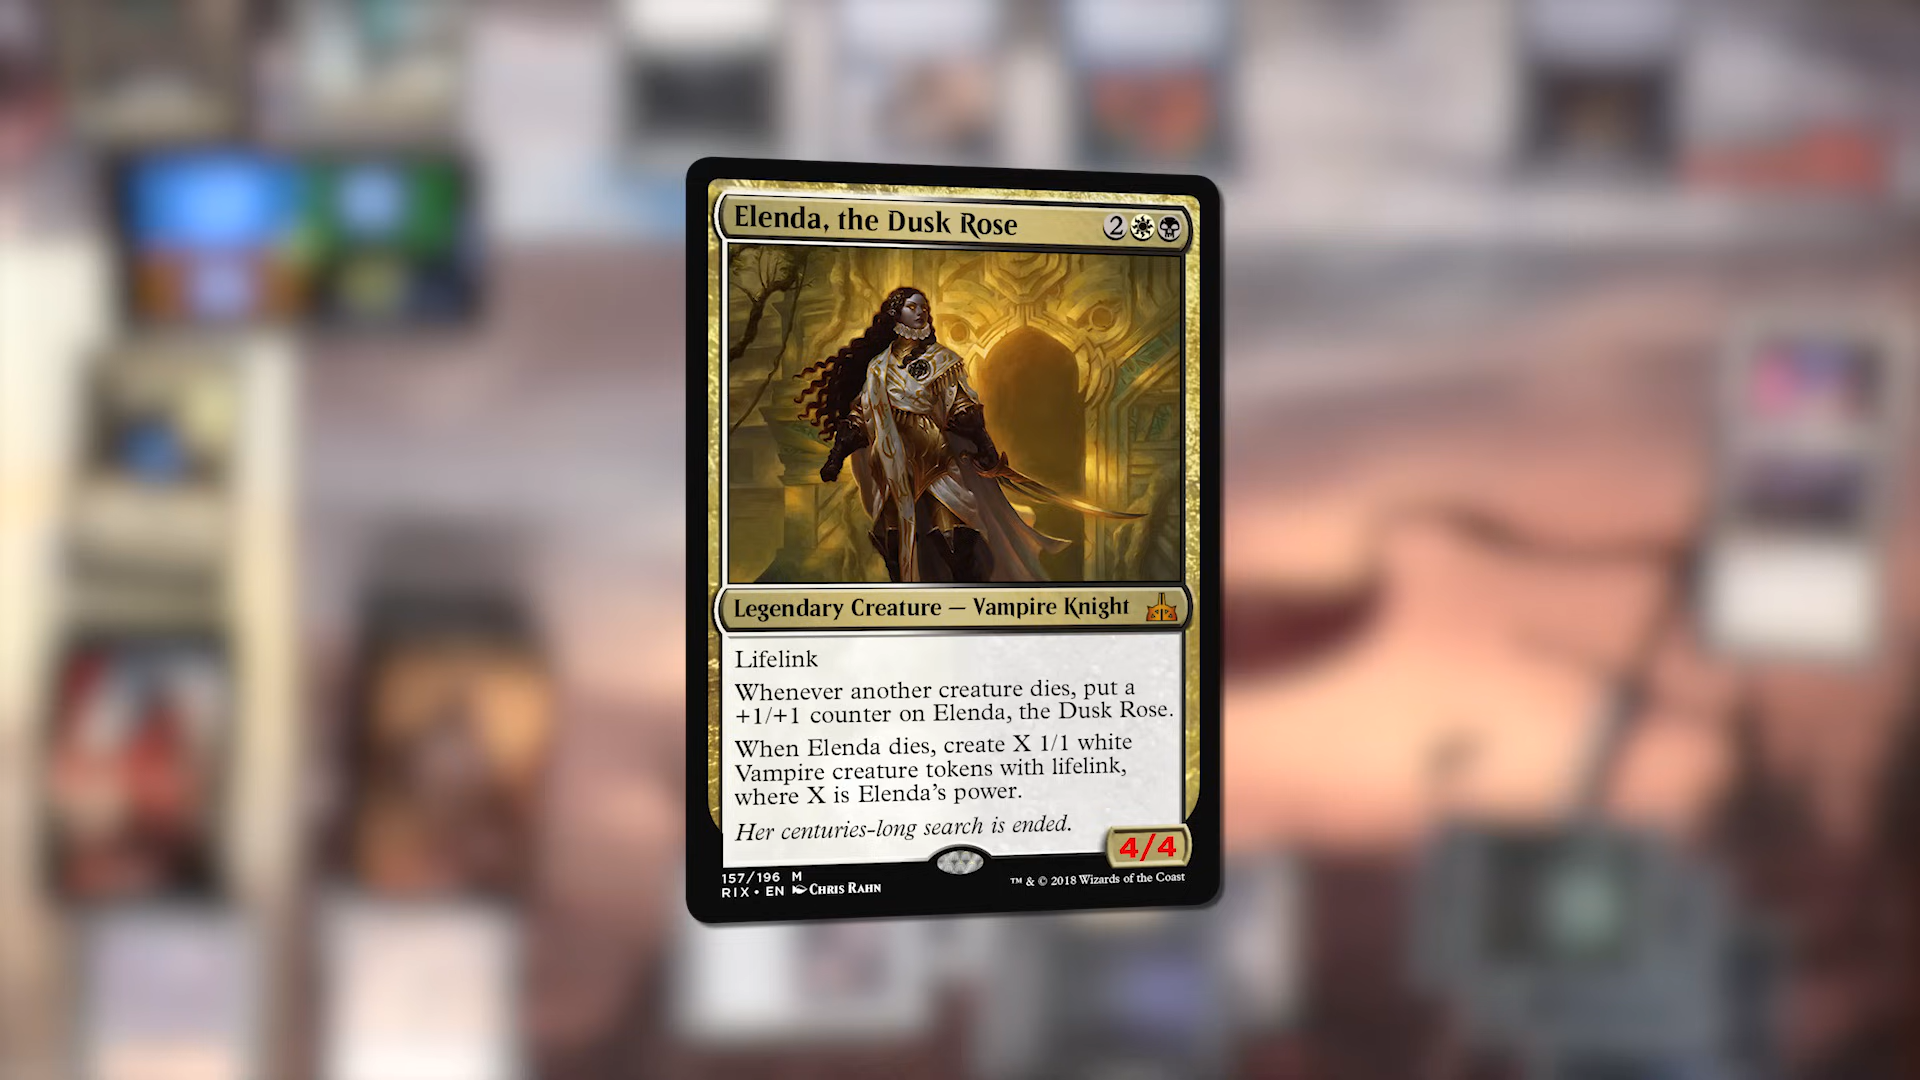 Elenda, the Dusk Rose 2
Legendary Creature — Vampire Knight
Lifelink
Whenever another creature dies, put a
+1/+1 counter on Elenda, the Dusk Rose.
When Elenda dies, create X 1/1 white
Vampire creature tokens with lifelink,
where X is Elenda's power.
Her centuries-long search is ended.
4/4
157/196 M
RIX • EN Chris Rahn
™ & © 2018 Wizards of the Coast